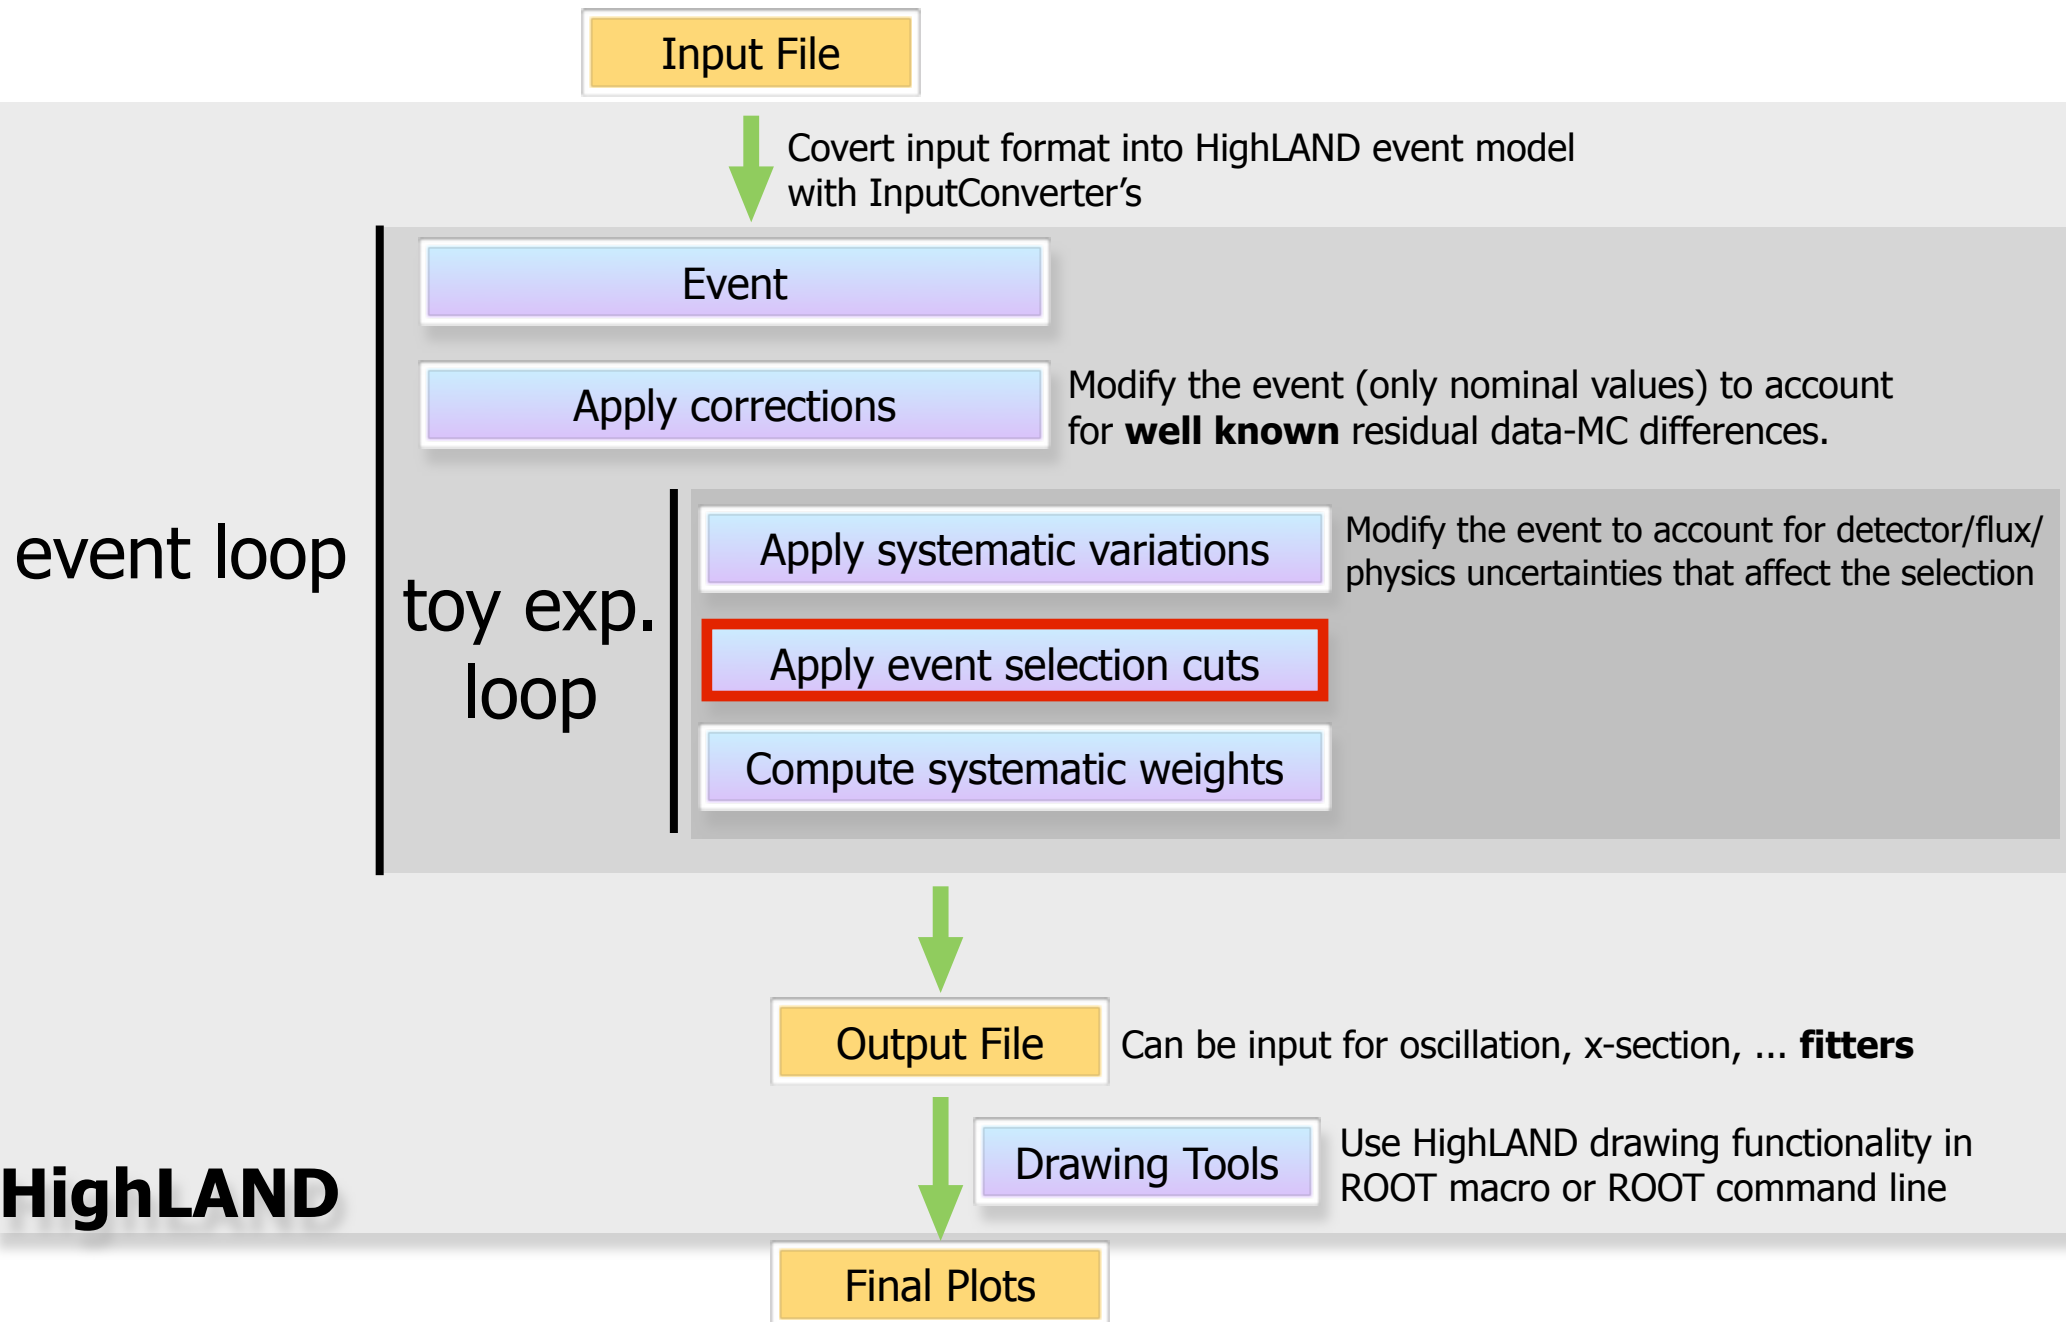 Input File
Covert input format into HighLAND event model
with InputConverter’s
Event
Apply corrections
Modify the event (only nominal values) to account
for well known residual data-MC differences.
event loop
toy exp.
loop
Apply systematic variations
Modify the event to account for detector/flux/
physics uncertainties that affect the selection
Apply event selection cuts
Compute systematic weights
Output File
Can be input for oscillation, x-section, ... fitters
Drawing Tools
Use HighLAND drawing functionality in
ROOT macro or ROOT command line
HighLAND
Final Plots